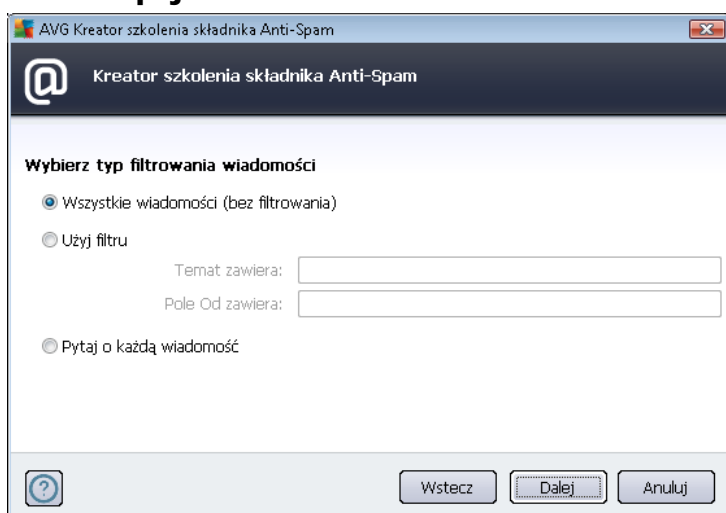 AVG Kreator szkolenia składnika Anti-Spam
Kreator szkolenia składnika Anti-Spam
Wybierz typ filtrowania wiadomości
Wszystkie wiadomości (bez filtrowania)
Użyj filtru
Temat zawiera:
Pole Od zawiera:
Pytaj o każdą wiadomość
Wstecz
Dalej
Anuluj